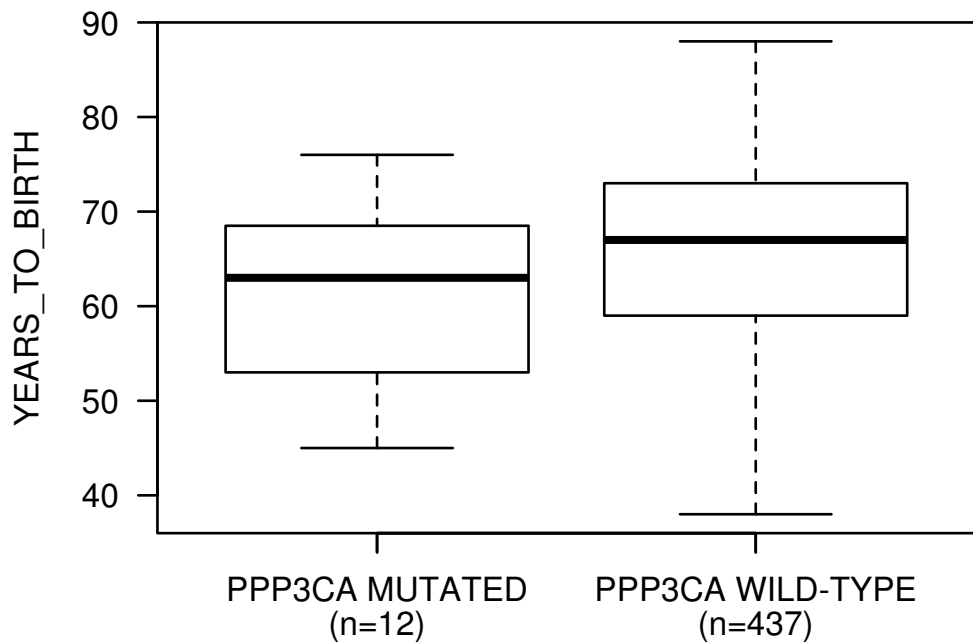 90
80
70
60
50
40
YEARS_TO_BIRTH
PPP3CA MUTATED
(n=12)
PPP3CA WILD-TYPE
(n=437)